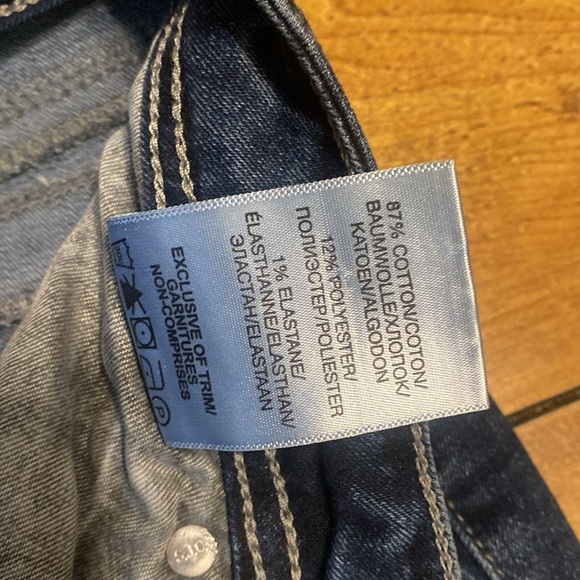 87% COTTON/COTON/
BAUMWOLLE/ХЛОПОК/
KATOEN/ALGODON
12% POLYESTER/
ПОЛИЭСТЕР/POLIESTER
1% ELASTANE/
ÉLASTHANNE/ELASTHAN/
ЭЛАСТАН/ELASTAAN
EXCLUSIVE OF TRIM/
GARNITURES
NON-COMPRISES
P